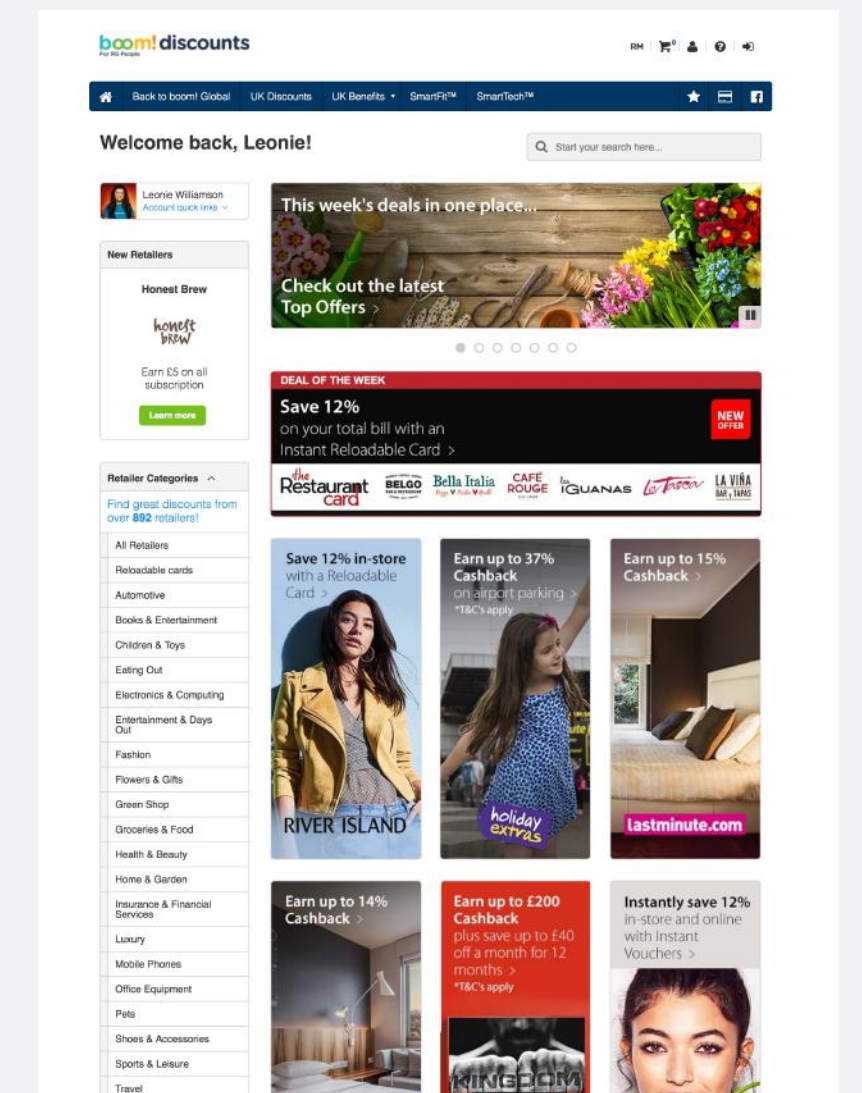 boom! discounts
For RG People
RM
0
Back to boom! Global
UK Discounts
UK Benefits
SmartFit™
SmartTech™
Welcome back, Leonie!
Start your search here...
Leonie Williamson
Account quick links
New Retailers
Honest Brew
honest
brew
Earn £5 on all
subscription
Learn more
Retailer Categories
Find great discounts from
over 892 retailers!
All Retailers
Reloadable cards
Automotive
Books & Entertainment
Children & Toys
Eating Out
Electronics & Computing
Entertainment & Days
Out
Fashion
Flowers & Gifts
Green Shop
Groceries & Food
Health & Beauty
Home & Garden
Insurance & Financial
Services
Luxury
Mobile Phones
Office Equipment
Pets
Shoes & Accessories
Sports & Leisure
Travel
This week's deals in one place...
Check out the latest
Top Offers >
DEAL OF THE WEEK
Save 12%
on your total bill with an
Instant Reloadable Card >
NEW
OFFER
the
Restaurant
card
BELGO
Bella Italia
CAFÉ
ROUGE
las
iGUANAS
La Tasca
LA VIÑA
BAR y TAPAS
Save 12% in-store
with a Reloadable
Card >
RIVER ISLAND
Earn up to 37%
Cashback
on airport parking >
*T&C's apply
holiday
extras
Earn up to 15%
Cashback >
lastminute.com
Earn up to 14%
Cashback >
Earn up to £200
Cashback
plus save up to £40
off a month for 12
months >
*T&C's apply
KINGDOM
Instantly save 12%
in-store and online
with Instant
Vouchers >